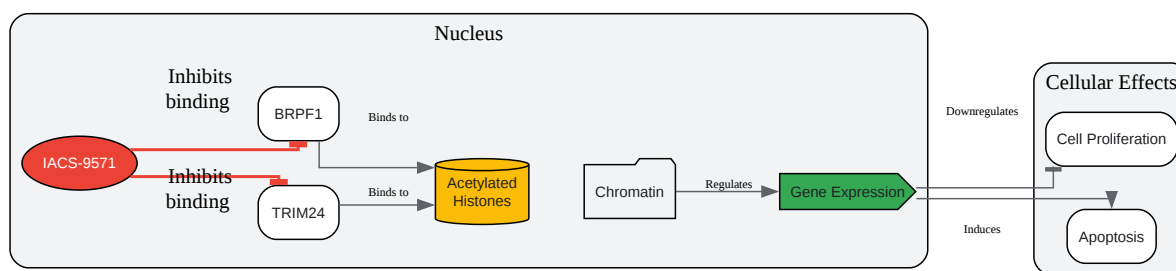 Nucleus
Inhibits
binding
BRPF1
Binds to
IACS-9571
Inhibits
binding
TRIM24
Binds to
Acetylated
Histones
Chromatin
Regulates
Gene Expression
Downregulates
Induces
Cellular Effects
Cell Proliferation
Apoptosis